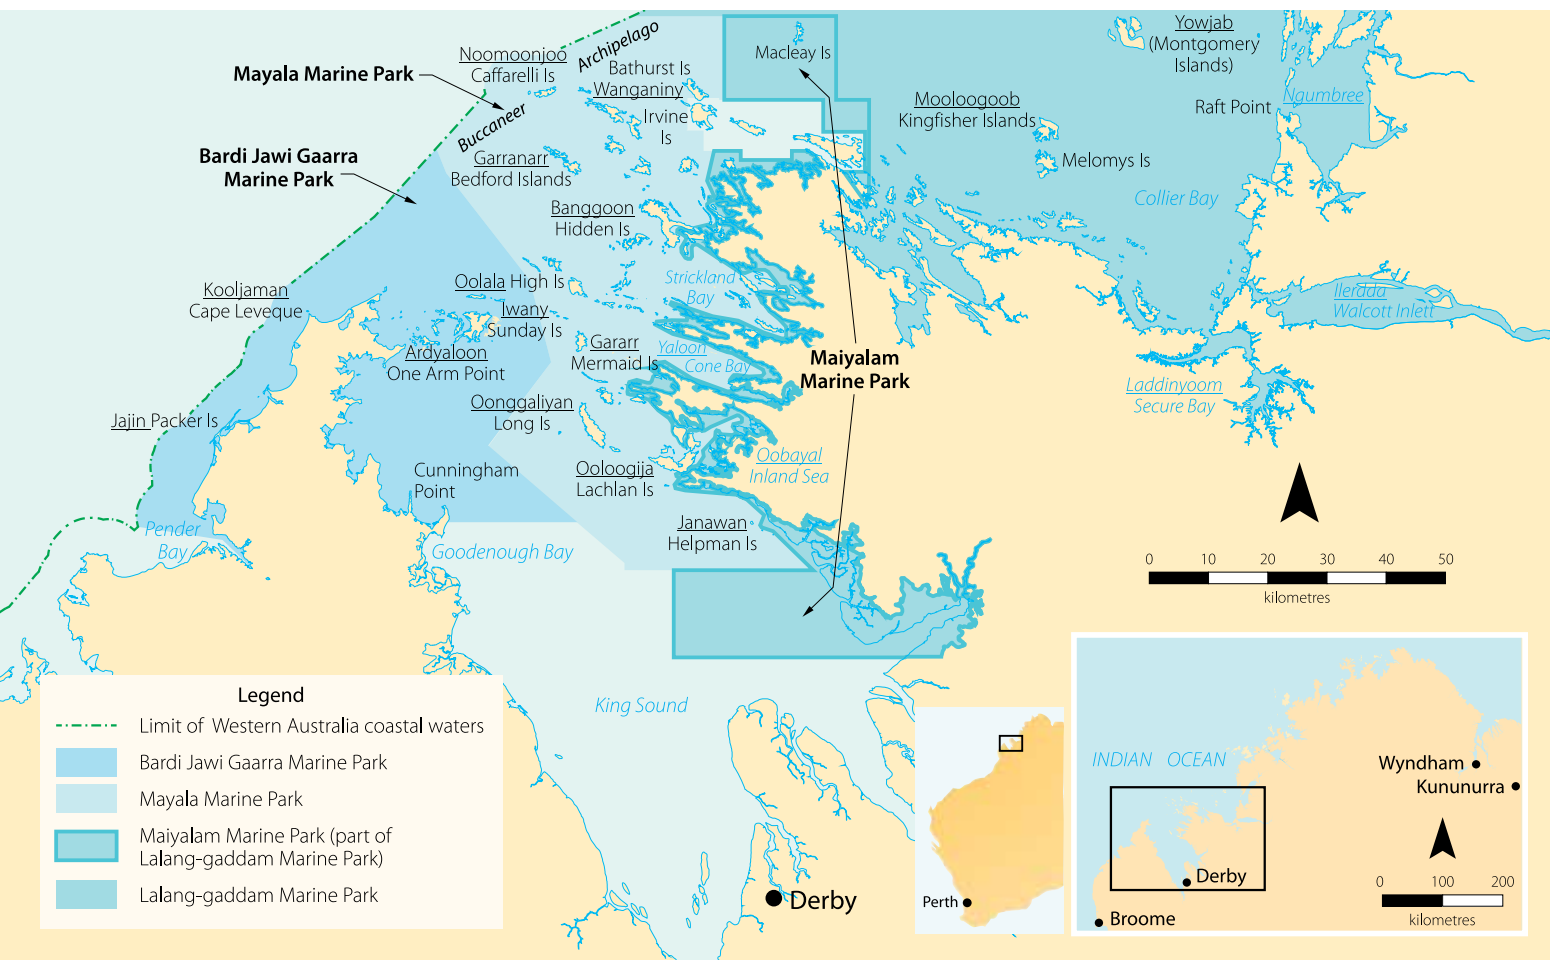 Noomoonjoo
Caffarelli Is
Archipelago
Buccaneer
Mayala Marine Park
Bardi Jawi Gaarra
Marine Park
Bathurst Is
Wanganiny
Irvine
Is
Macleay Is
Yowjab
(Montgomery
Islands)
Mooloogoob
Kingfisher Islands
Raft Point
Ngumbree
Melomys Is
Collier Bay
Garranarr
Bedford Islands
Banggoon
Hidden Is
Strickland
Bay
Oolala High Is
Iwany
Sunday Is
Kooljaman
Cape Leveque
Ardyaloon
One Arm Point
Gararr
Mermaid Is
Yaloon
Cone Bay
Maiyalam
Marine Park
Ilerdda
Walcott Inlett
Laddinyoom
Secure Bay
Jajin Packer Is
Oonggaliyan
Long Is
Cunningham
Point
Ooloogija
Lachlan Is
Oobayal
Inland Sea
Janawan
Helpman Is
Pender
Bay
Goodenough Bay
King Sound
Derby
0 10 20 30 40 50
kilometres
Legend
Limit of Western Australia coastal waters
Bardi Jawi Gaarra Marine Park
Mayala Marine Park
Maiyalam Marine Park (part of
Lalang-gaddam Marine Park)
Lalang-gaddam Marine Park
Perth
INDIAN OCEAN
Wyndham
Kununurra
Derby
Broome
0 100 200
kilometres